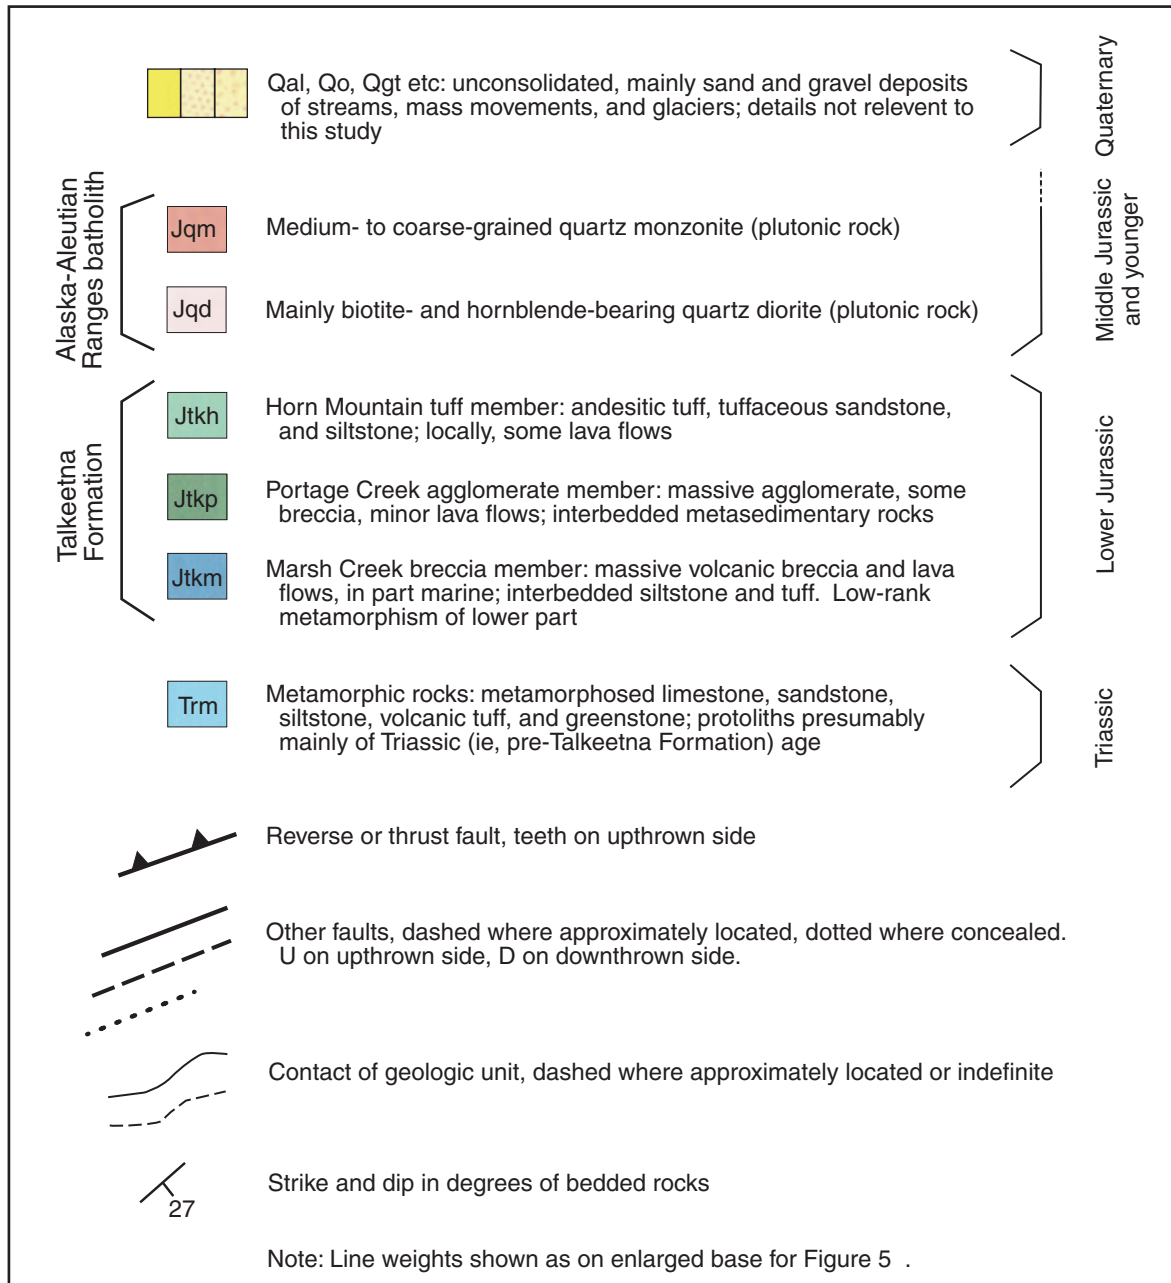 Qal, Qo, Qgt etc: unconsolidated, mainly sand and gravel deposits
of streams, mass movements, and glaciers; details not relevent to
this study
Quaternary
Alaska-Aleutian
Ranges batholith
Jqm
Medium- to coarse-grained quartz monzonite (plutonic rock)
Jqd
Mainly biotite- and hornblende-bearing quartz diorite (plutonic rock)
Middle Jurassic
and younger
Talkeetna
Formation
Jtkh
Horn Mountain tuff member: andesitic tuff, tuffaceous sandstone,
and siltstone; locally, some lava flows
Jtkp
Portage Creek agglomerate member: massive agglomerate, some
breccia, minor lava flows; interbedded metasedimentary rocks
Jtkm
Marsh Creek breccia member: massive volcanic breccia and lava
flows, in part marine; interbedded siltstone and tuff.  Low-rank
metamorphism of lower part
Lower Jurassic
Trm
Metamorphic rocks: metamorphosed limestone, sandstone,
siltstone, volcanic tuff, and greenstone; protoliths presumably
mainly of Triassic (ie, pre-Talkeetna Formation) age
Triassic
Reverse or thrust fault, teeth on upthrown side
Other faults, dashed where approximately located, dotted where concealed.
U on upthrown side, D on downthrown side.
Contact of geologic unit, dashed where approximately located or indefinite
27
Strike and dip in degrees of bedded rocks
Note: Line weights shown as on enlarged base for Figure 5 .